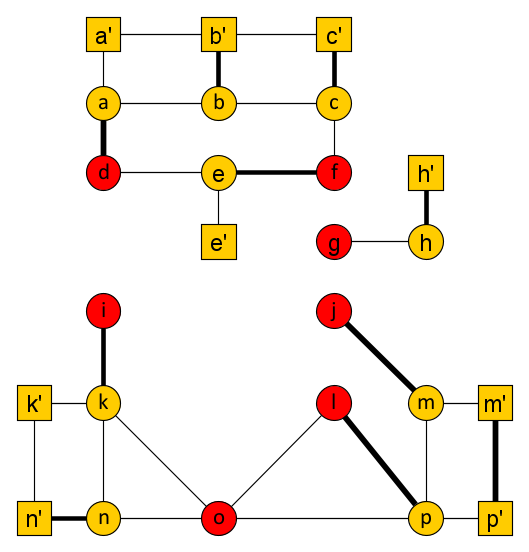 a' b' c'
a b c
d e f h'
e' g h
i j
k' k l m m'
n' n o p p'